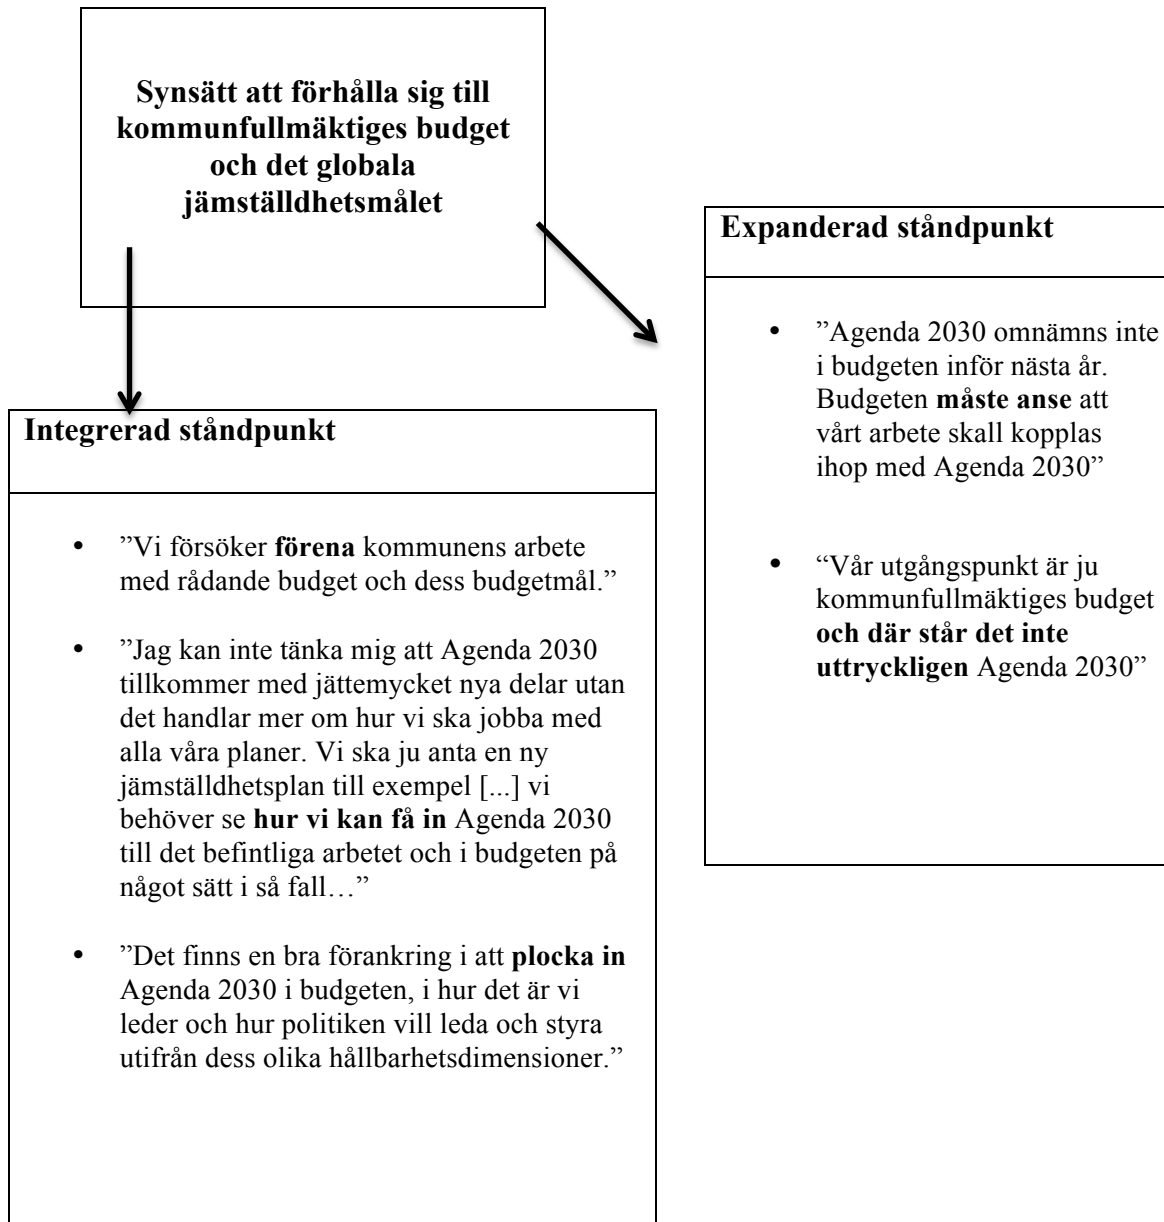 Synsätt att förhålla sig till
kommunfullmäktiges budget
och det globala
jämställdhetsmålet
Integrerad ståndpunkt
• ”Vi försöker förena kommunens arbete
med rådande budget och dess budgetmål.”
• ”Jag kan inte tänka mig att Agenda 2030
tillkommer med jättemycket nya delar utan
det handlar mer om hur vi ska jobba med
alla våra planer. Vi ska ju anta en ny
jämställdhetsplan till exempel [...] vi
behöver se hur vi kan få in Agenda 2030
till det befintliga arbetet och i budgeten på
något sätt i så fall…”
• ”Det finns en bra förankring i att plocka in
Agenda 2030 i budgeten, i hur det är vi
leder och hur politiken vill leda och styra
utifrån dess olika hållbarhetsdimensioner.”
Expanderad ståndpunkt
• ”Agenda 2030 omnämns inte
i budgeten inför nästa år.
Budgeten måste anse att
vårt arbete skall kopplas
ihop med Agenda 2030”
• “Vår utgångspunkt är ju
kommunfullmäktiges budget
och där står det inte
uttryckligen Agenda 2030”